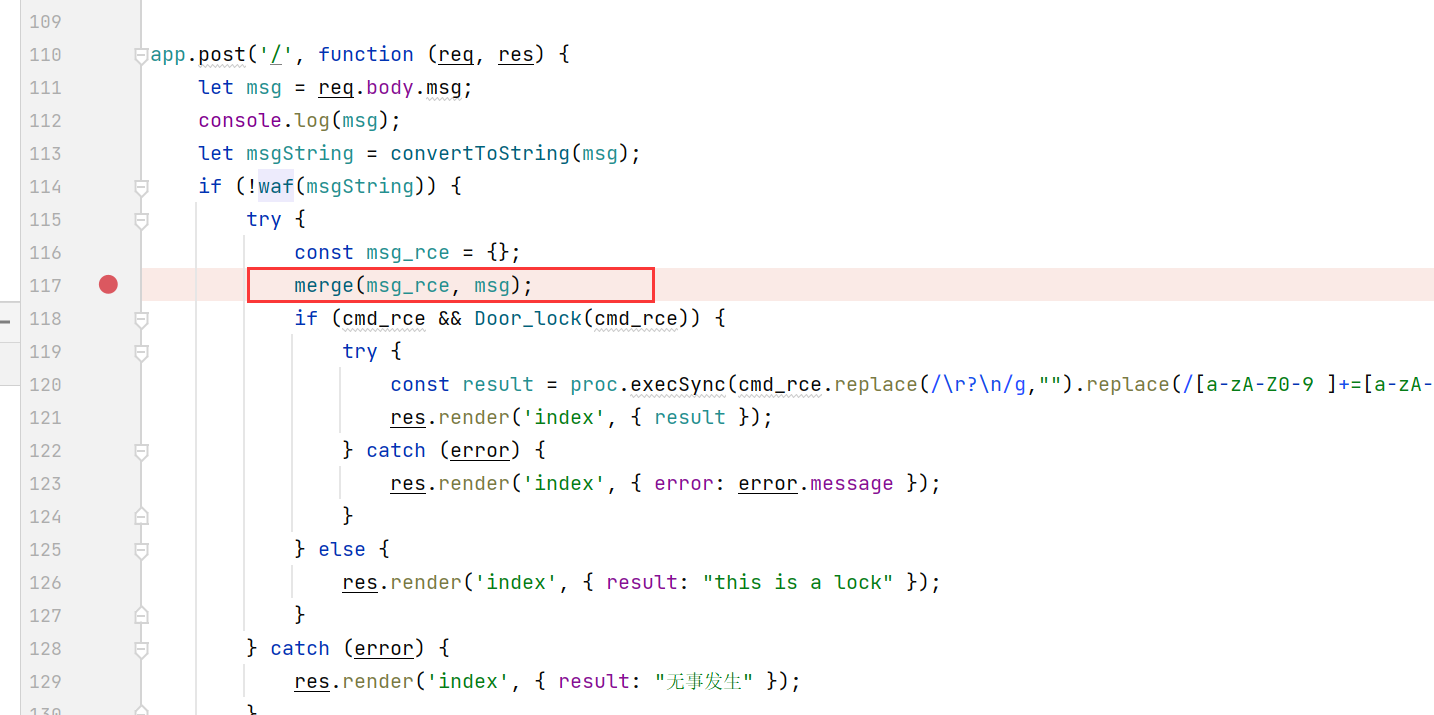 109
110 app.post('/', function (req, res) {
111 let msg = req.body.msg;
112 console.log(msg);
113 let msgString = convertToString(msg);
114 if (!waf(msgString)) {
115 try {
116 const msg_rce = {};
117 merge(msg_rce, msg);
118 if (cmd_rce && Door_lock(cmd_rce)) {
119 try {
120 const result = proc.execSync(cmd_rce.replace(/\r?\n/g,"").replace(/[a-zA-Z0-9 ]+=[a-zA-
121 res.render('index', { result });
122 } catch (error) {
123 res.render('index', { error: error.message });
124 }
125 } else {
126 res.render('index', { result: "this is a lock" });
127 }
128 } catch (error) {
129 res.render('index', { result: "无事发生" });
130 }